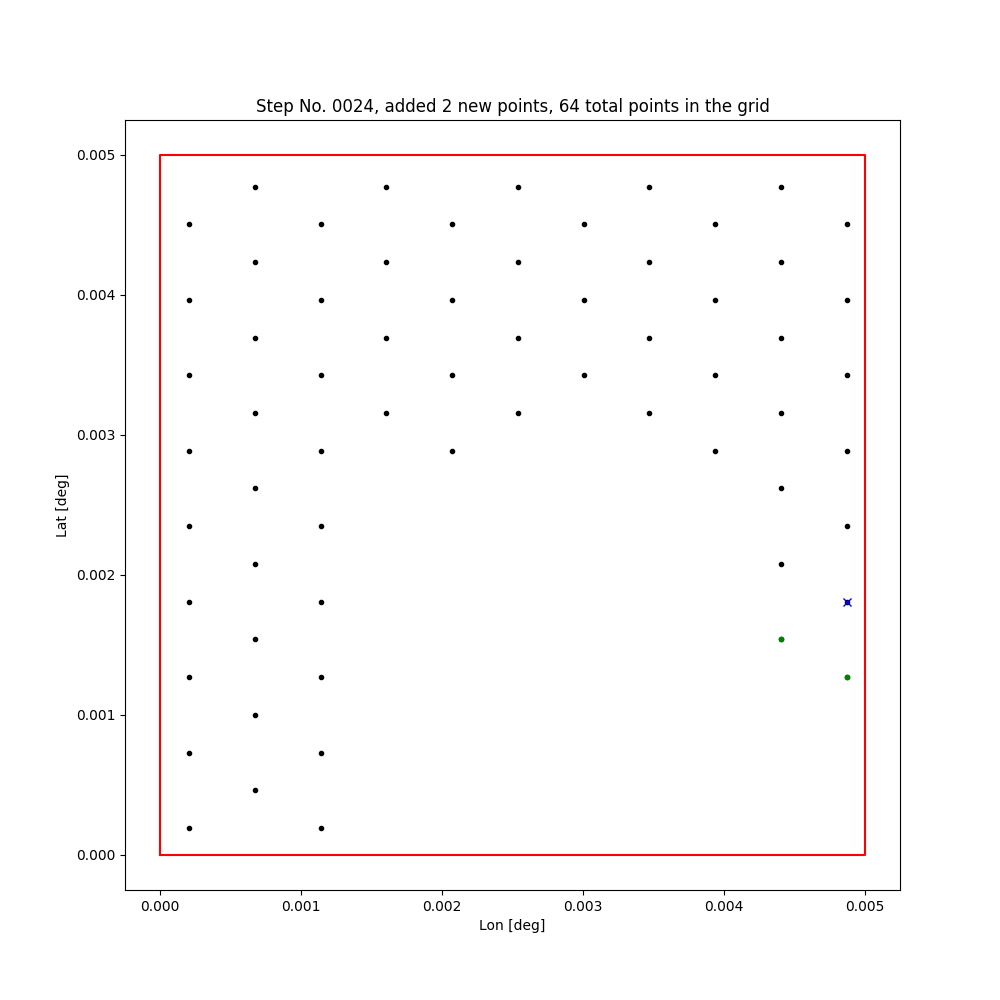 Step No. 0024, added 2 new points, 64 total points in the grid
0.005
0.004
0.003
0.002
0.001
0.000
Lat [deg]
0.000 0.001 0.002 0.003 0.004 0.005
Lon [deg]